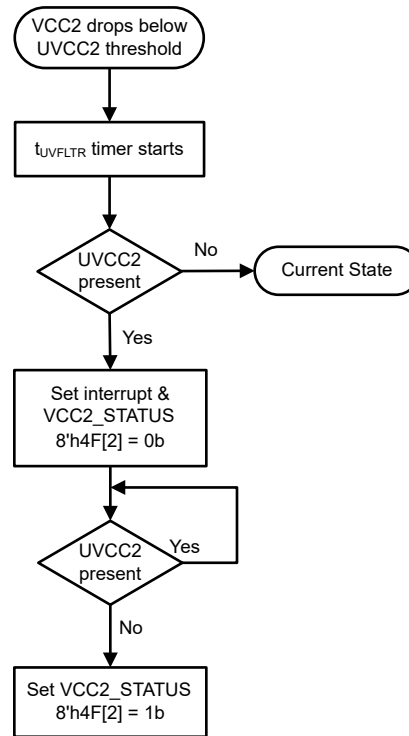 VCC2 drops below
UVCC2 threshold
tUVFLTR timer starts
UVCC2
present
No
Current State
Yes
Set interrupt &
VCC2_STATUS
8'h4F[2] = 0b
UVCC2
present
Yes
No
Set VCC2_STATUS
8'h4F[2] = 1b